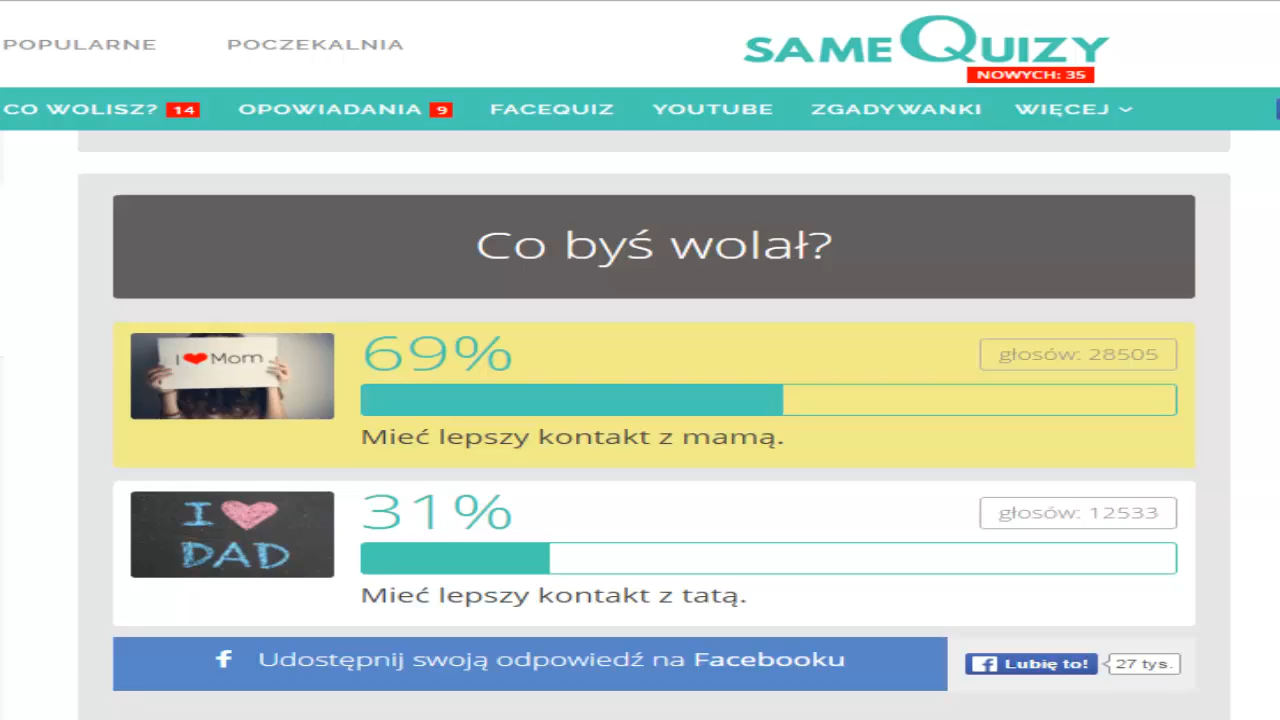 POPULARNE POCZEKALNIA SAMEQUIZY
NOWYCH: 35
CO WOLISZ? 14 OPOWIADANIA 9 FACEQUIZ YOUTUBE ZGADYWANKI WIĘCEJ
Co byś wolał?
I Mom
69%
głosów: 28505
Mieć lepszy kontakt z mamą.
I
DAD
31%
głosów: 12533
Mieć lepszy kontakt z tatą.
f Udostępnij swoją odpowiedź na Facebooku
f Lubię to! 27 tys.